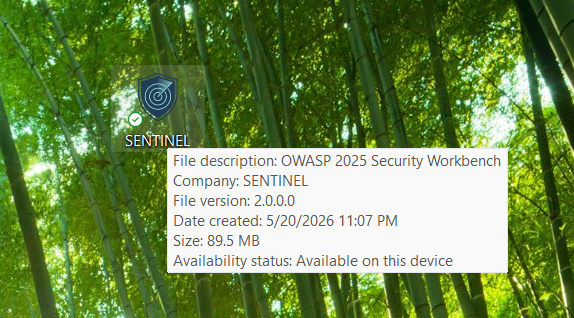 SENTINEL
File description: OWASP 2025 Security Workbench
Company: SENTINEL
File version: 2.0.0.0
Date created: 5/20/2026 11:07 PM
Size: 89.5 MB
Availability status: Available on this device